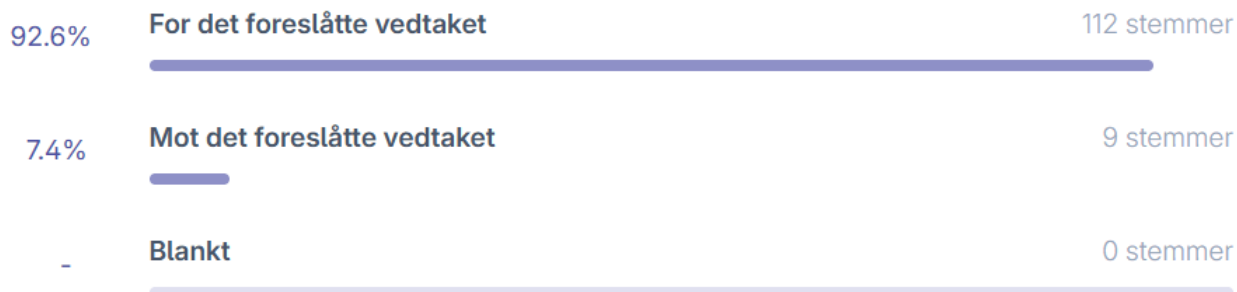 For det foreslåtte vedtaket 112 stemmer
92.6%
Mot det foreslåtte vedtaket 9 stemmer
7.4%
Blankt 0 stemmer
-